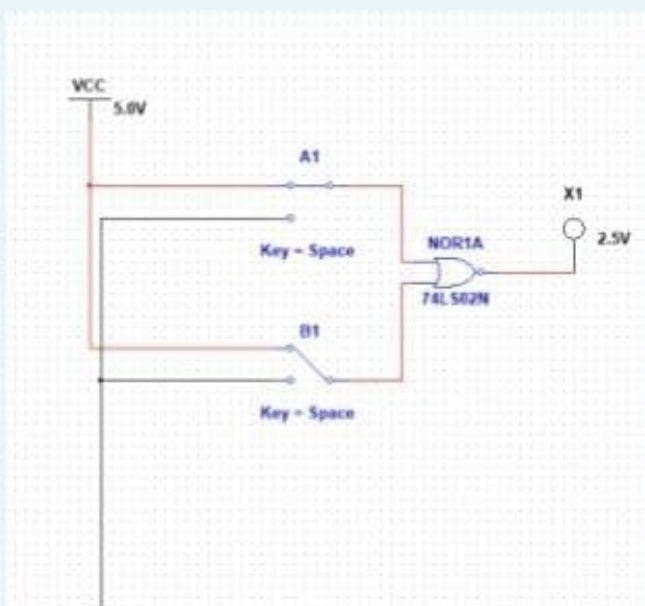 VCC
5.0V
A1
X1
2.5V
Key = Space
NOR1A
74LS02N
B1
Key = Space